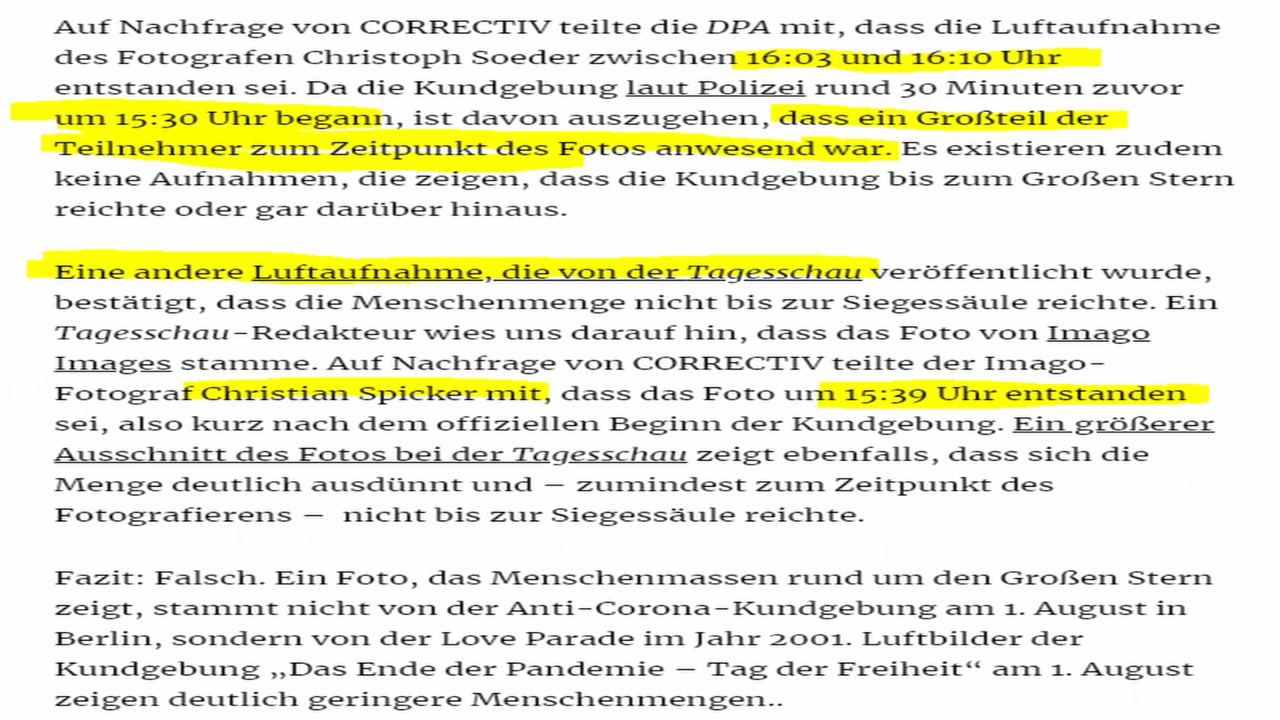 Auf Nachfrage von CORRECTIV teilte die DPA mit, dass die Luftaufnahme
des Fotografen Christoph Soeder zwischen 16:03 und 16:10 Uhr
entstanden sei. Da die Kundgebung laut Polizei rund 30 Minuten zuvor
um 15:30 Uhr begann, ist davon auszugehen, dass ein Großteil der
Teilnehmer zum Zeitpunkt des Fotos anwesend war. Es existieren zudem
keine Aufnahmen, die zeigen, dass die Kundgebung bis zum Großen Stern
reichte oder gar darüber hinaus.
Eine andere Luftaufnahme, die von der Tagesschau veröffentlicht wurde,
bestätigt, dass die Menschenmenge nicht bis zur Siegessäule reichte. Ein
Tagesschau-Redakteur wies uns darauf hin, dass das Foto von Imago
Images stamme. Auf Nachfrage von CORRECTIV teilte der Imago-
Fotograf Christian Spicker mit, dass das Foto um 15:39 Uhr entstanden
sei, also kurz nach dem offiziellen Beginn der Kundgebung. Ein größerer
Ausschnitt des Fotos bei der Tagesschau zeigt ebenfalls, dass sich die
Menge deutlich ausdünnt und – zumindest zum Zeitpunkt des
Fotografierens – nicht bis zur Siegessäule reichte.
Fazit: Falsch. Ein Foto, das Menschenmassen rund um den Großen Stern
zeigt, stammt nicht von der Anti-Corona-Kundgebung am 1. August in
Berlin, sondern von der Love Parade im Jahr 2001. Luftbilder der
Kundgebung „Das Ende der Pandemie – Tag der Freiheit“ am 1. August
zeigen deutlich geringere Menschenmengen..